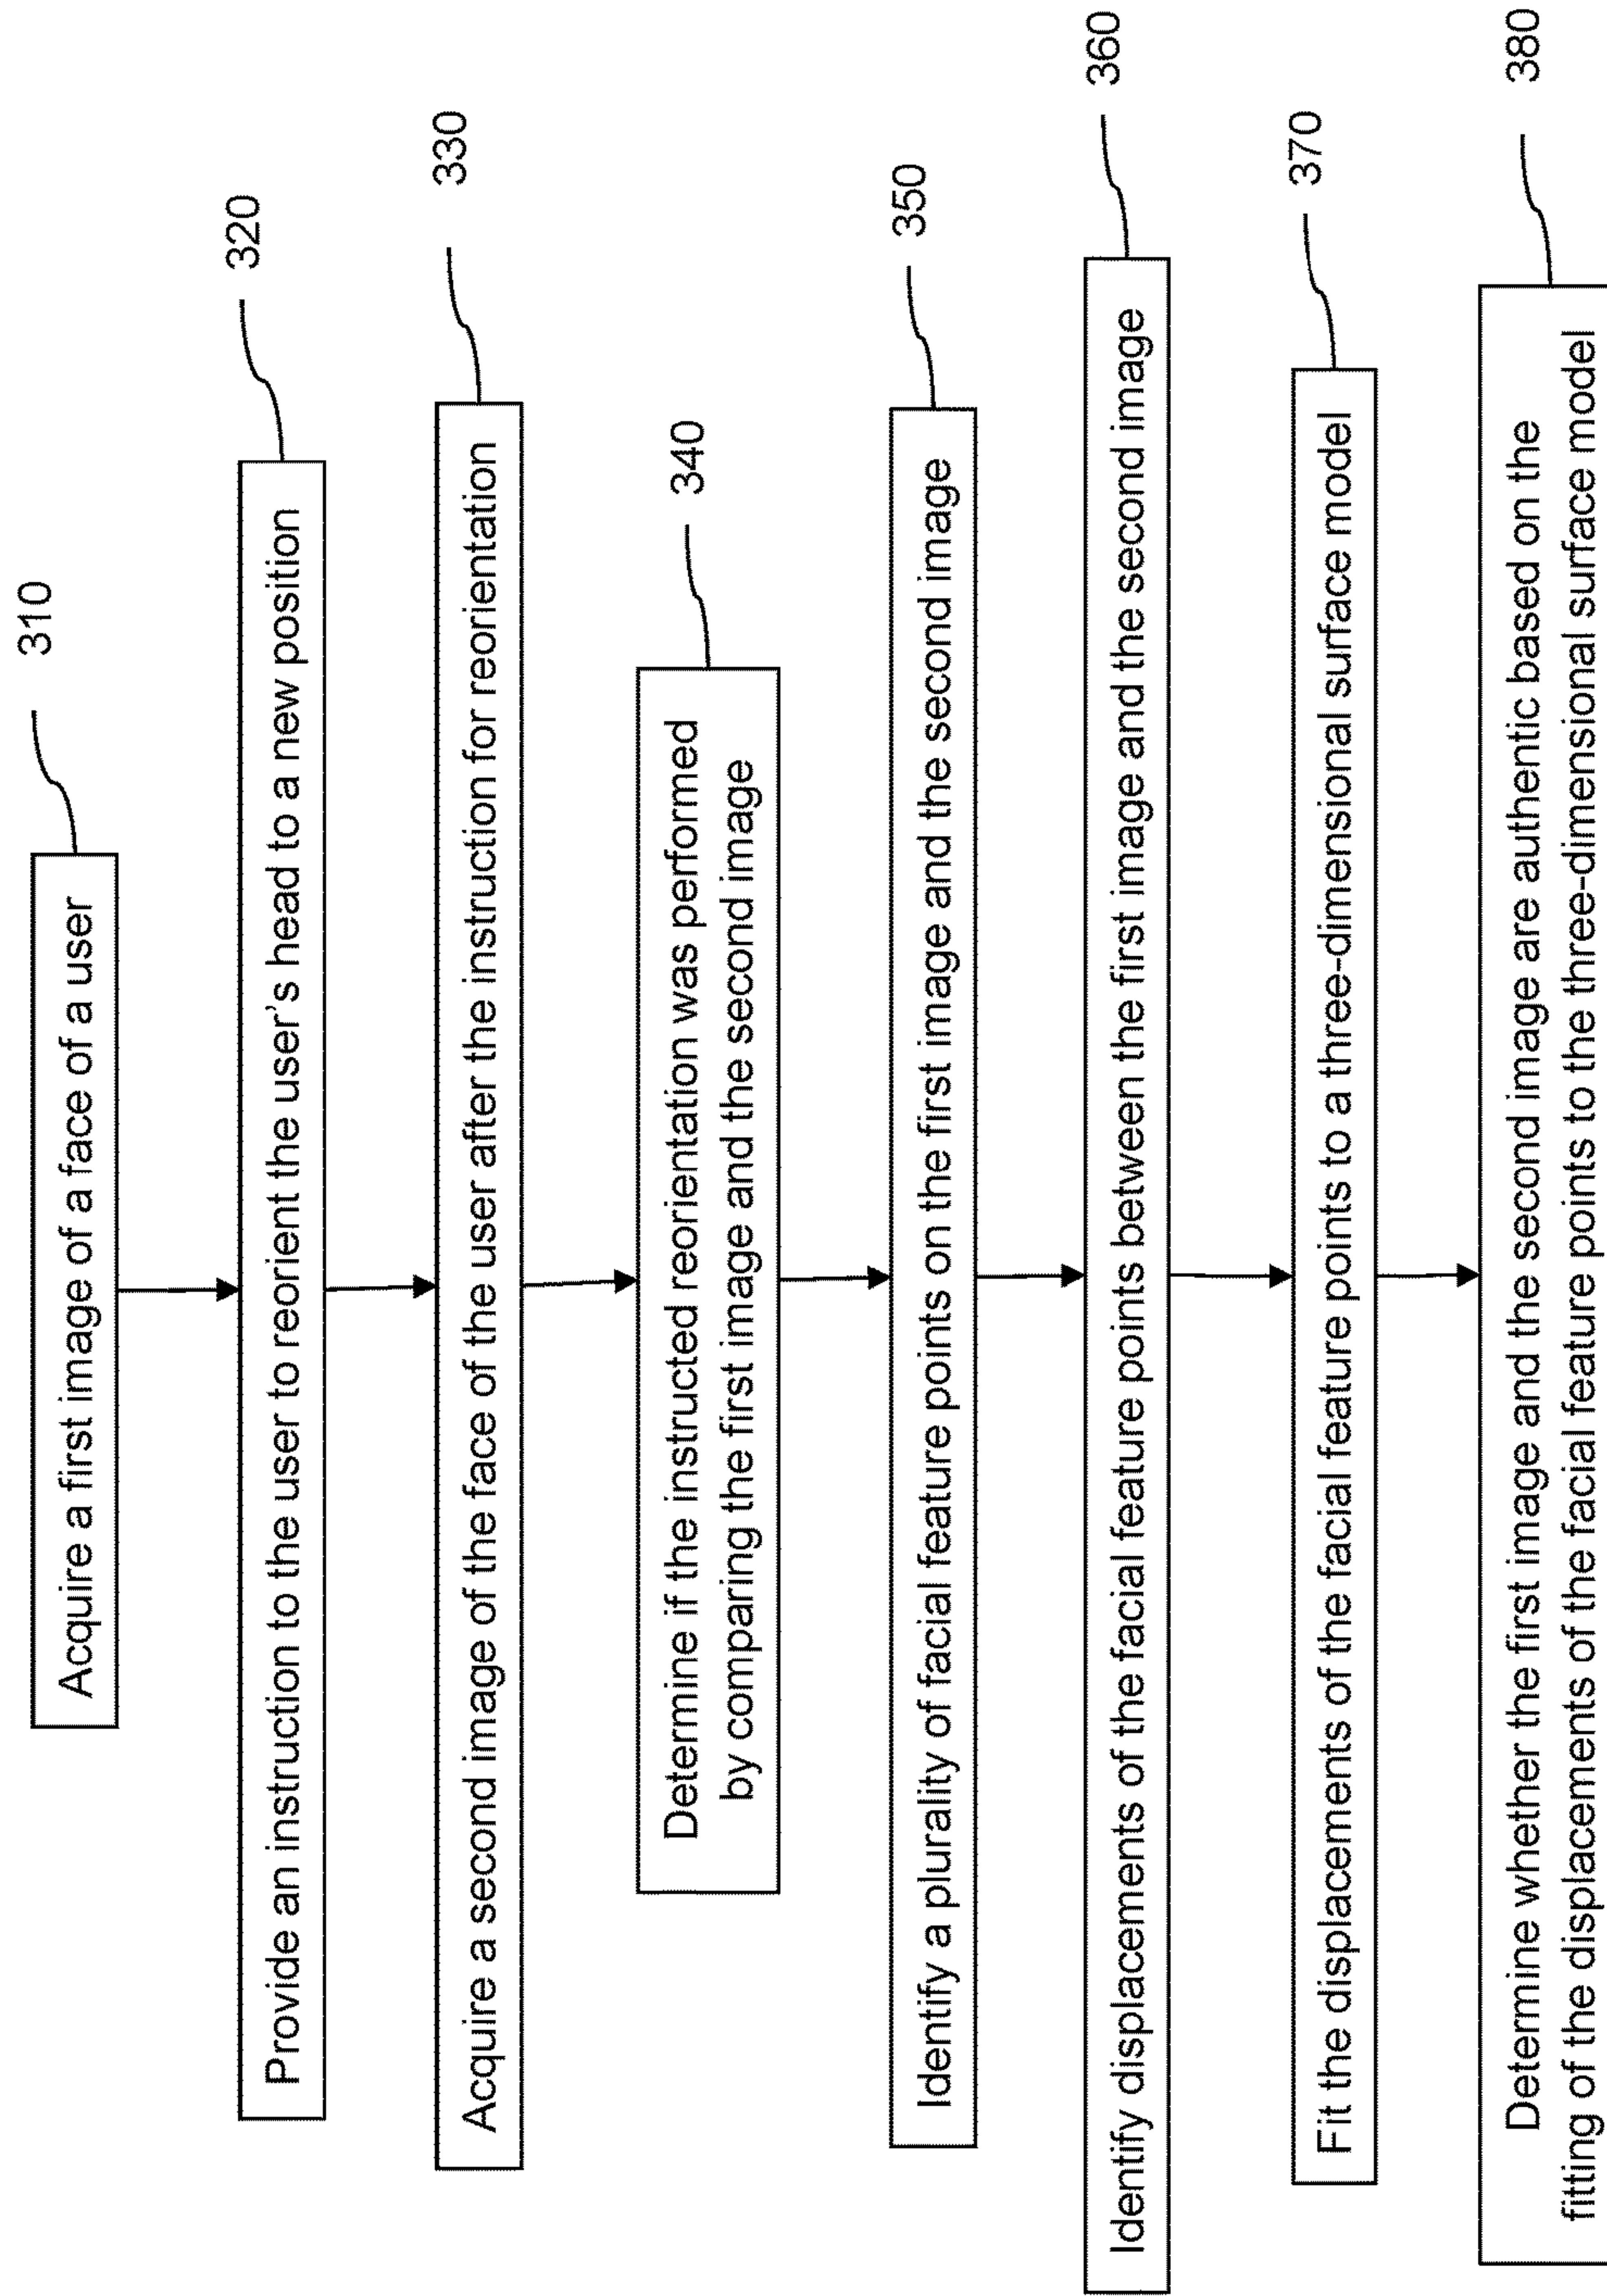 310
Acquire a first image of a face of a user
320
Provide an instruction to the user to reorient the user's head to a new position
330
Acquire a second image of the face of the user after the instruction for reorientation
340
Determine if the instructed reorientation was performed
by comparing the first image and the second image
350
Identify a plurality of facial feature points on the first image and the second image
360
Identify displacements of the facial feature points between the first image and the second image
370
Fit the displacements of the facial feature points to a three-dimensional surface model
380
Determine whether the first image and the second image are authentic based on the
fitting of the displacements of the facial feature points to the three-dimensional surface model